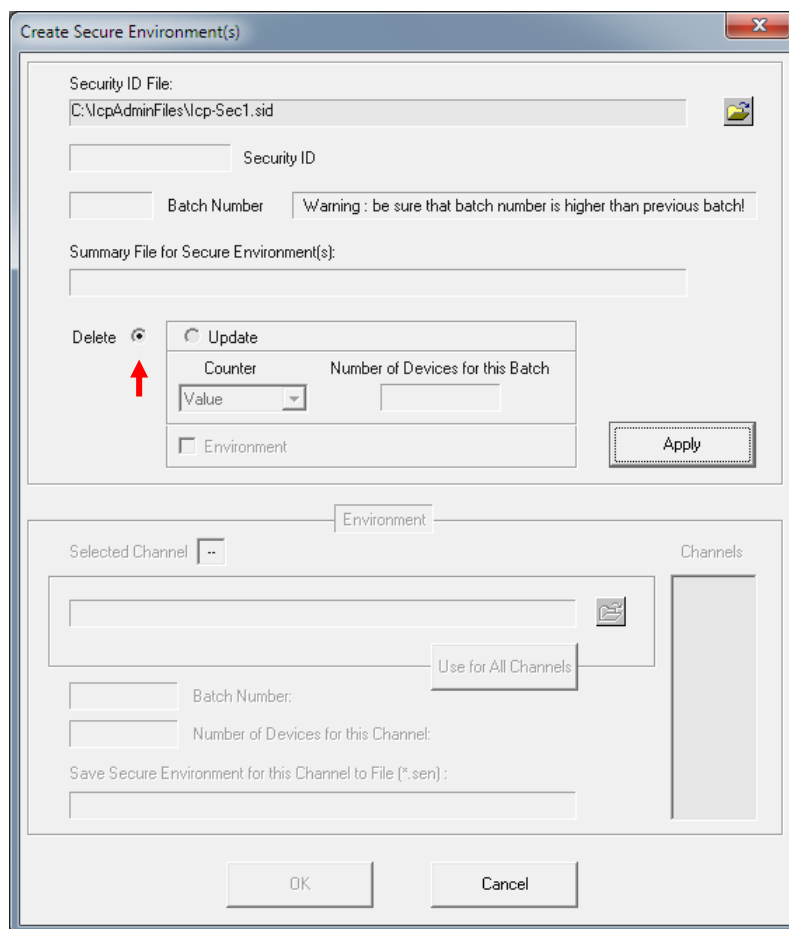 Create Secure Environment(s)
Security ID File:
C:\IcpAdminFiles\Icp-Sec1.sid
Security ID
Batch Number Warning : be sure that batch number is higher than previous batch!
Summary File for Secure Environment(s):
Delete Update
Counter Number of Devices for this Batch
Value
Environment Apply
Environment
Selected Channel -- Channels
Use for All Channels
Batch Number:
Number of Devices for this Channel:
Save Secure Environment for this Channel to File (*.sen) :
OK Cancel